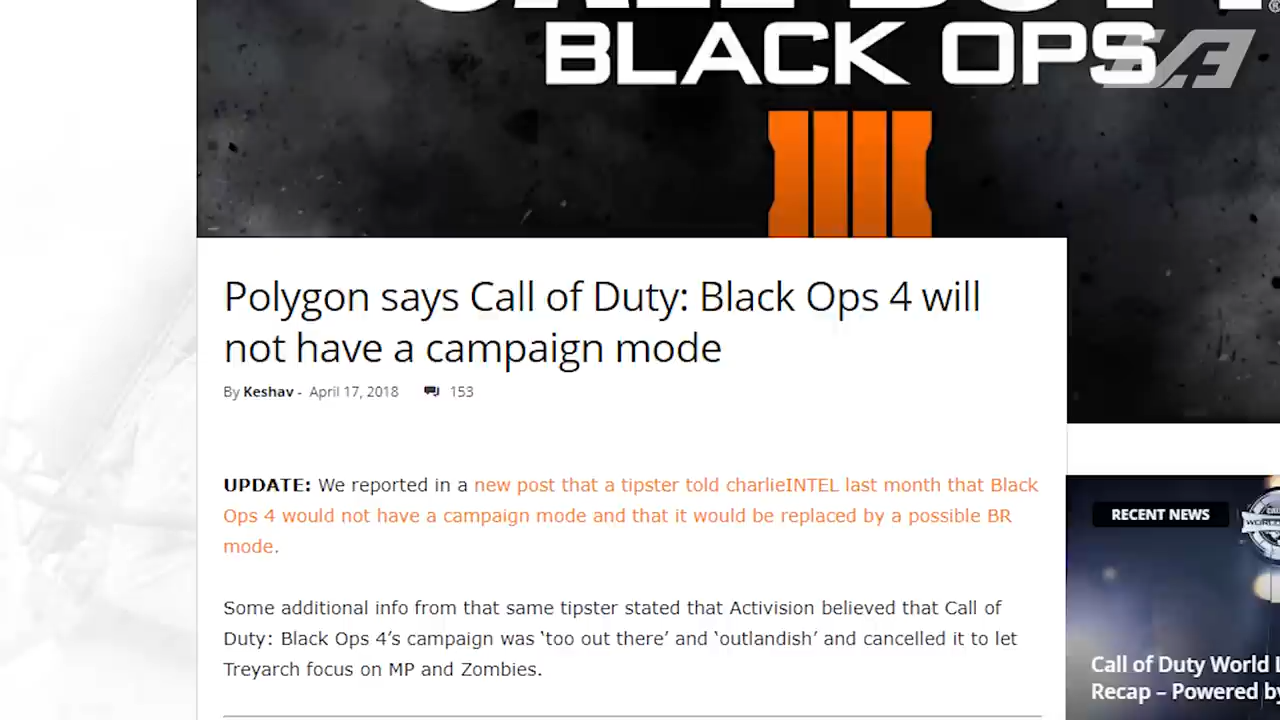 BLACK OPS
IIII
Polygon says Call of Duty: Black Ops 4 will
not have a campaign mode
By Keshav - April 17, 2018 153
UPDATE: We reported in a new post that a tipster told charlieINTEL last month that Black
Ops 4 would not have a campaign mode and that it would be replaced by a possible BR
mode.
Some additional info from that same tipster stated that Activision believed that Call of
Duty: Black Ops 4’s campaign was ‘too out there’ and ‘outlandish’ and cancelled it to let
Treyarch focus on MP and Zombies.
RECENT NEWS
Call of Duty World
Recap – Powered by